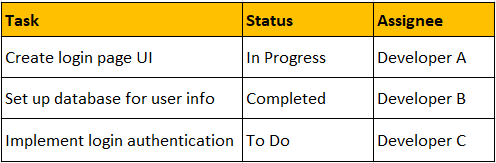 Task Status Assignee
Create login page UI In Progress Developer A
Set up database for user info Completed Developer B
Implement login authentication To Do Developer C